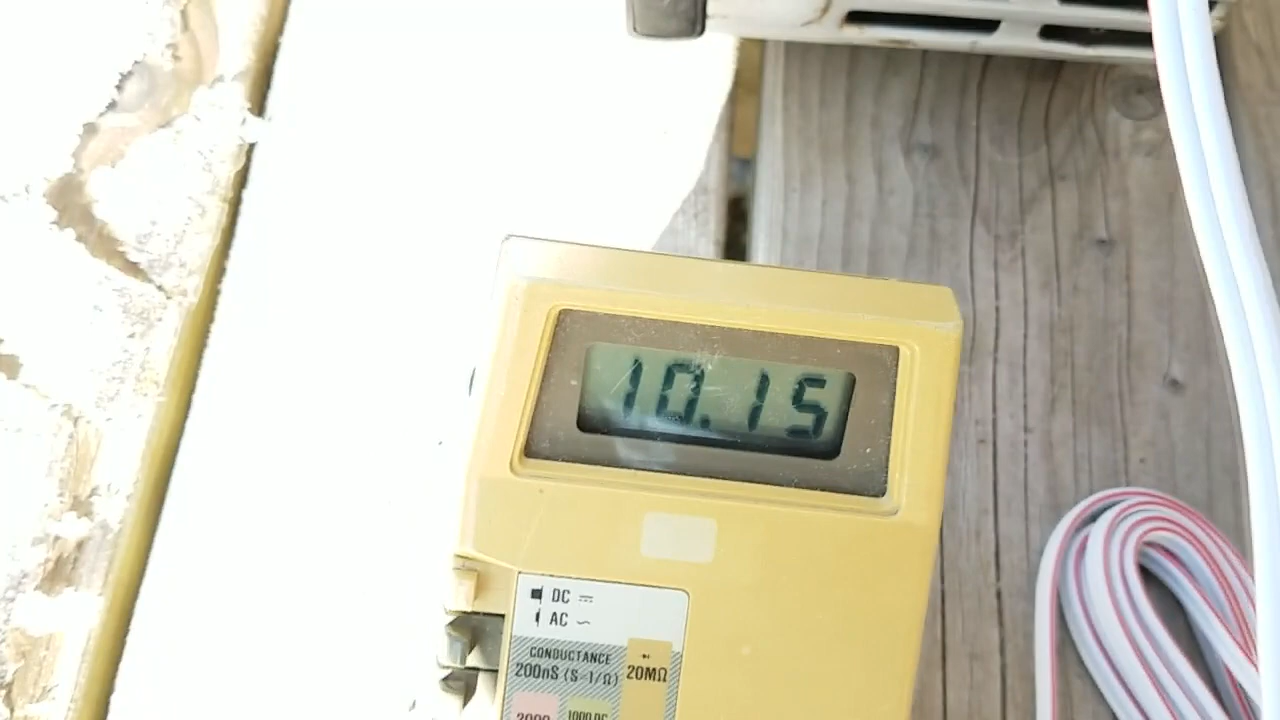 10.15
DC ⎓
AC ~
CONDUCTANCE
200nS (S=1/Ω)
20MΩ
1000 DC